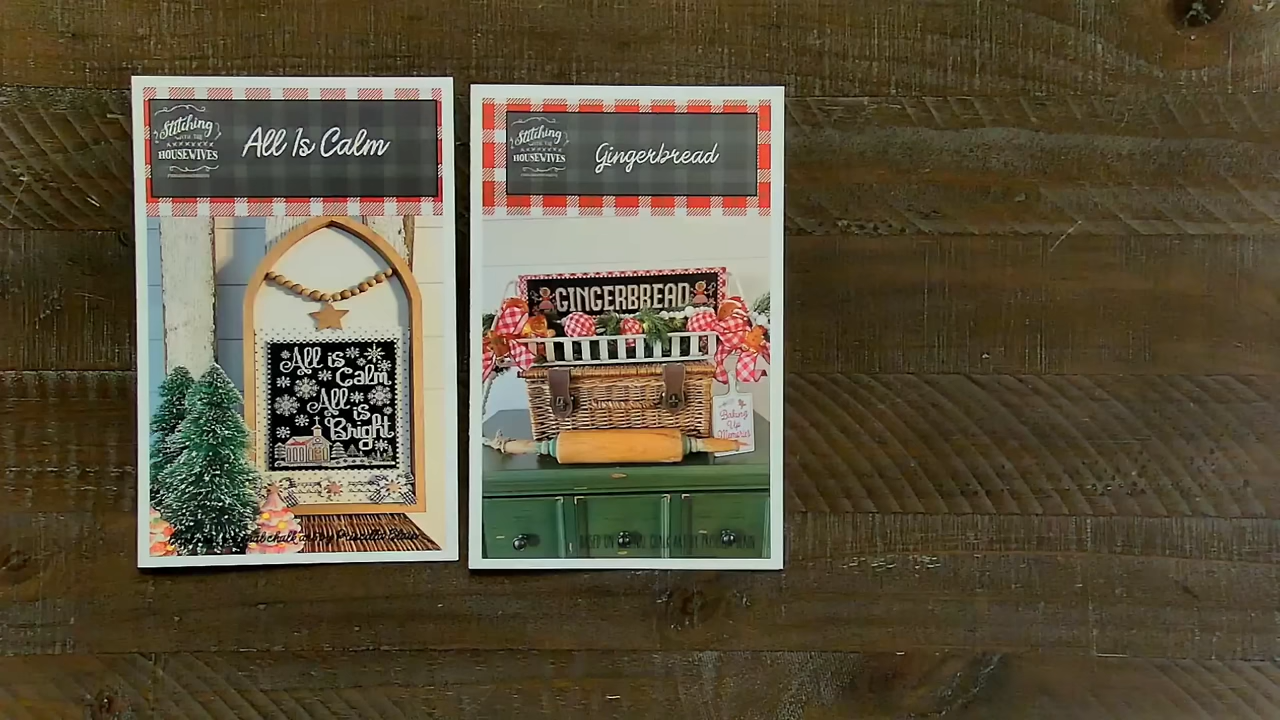 Stitching
WITH THE
HOUSEWIVES
All Is Calm
All is
Calm
All
is
Bright
Stitching
WITH THE
HOUSEWIVES
Gingerbread
GINGERBREAD
Baking
Up
Memories